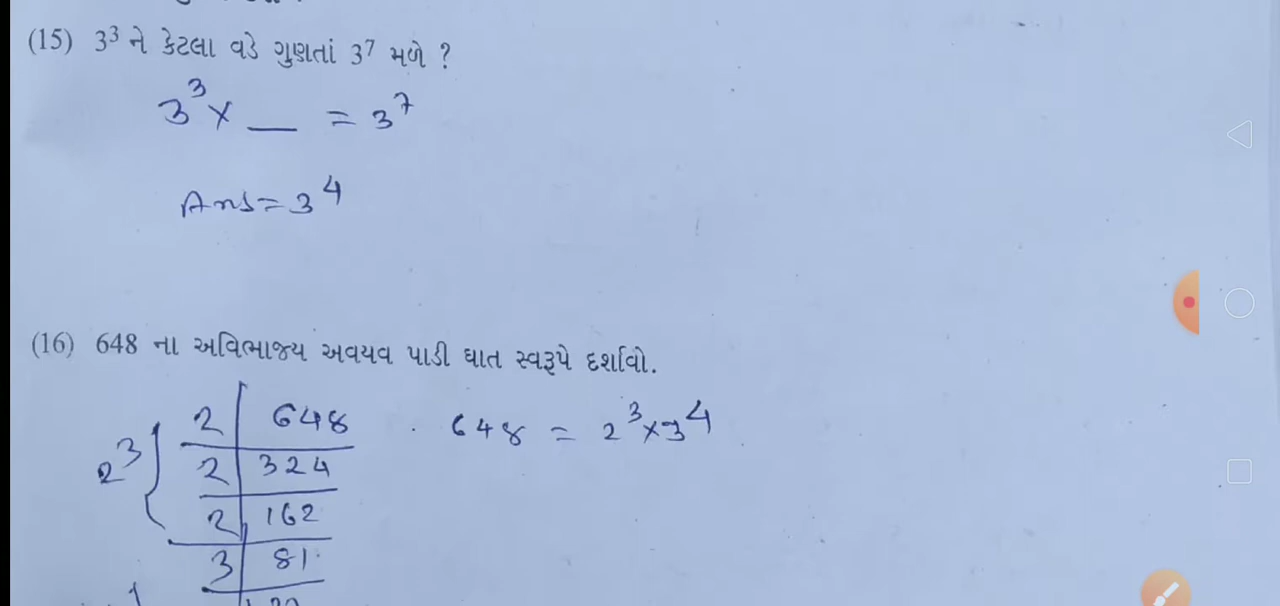 (15) 3³ ને કેટલા વડે ગુણતાં 3⁷ મળે ?
3³ × __ = 3⁷
Ans = 3⁴
(16) 648 ના અવિભાજ્ય અવયવ પાડી ઘાત સ્વરૂપે દર્શાવો.
2 | 648 648 = 2³ × 3⁴
2³ 2 | 324
2 | 162
3 | 81